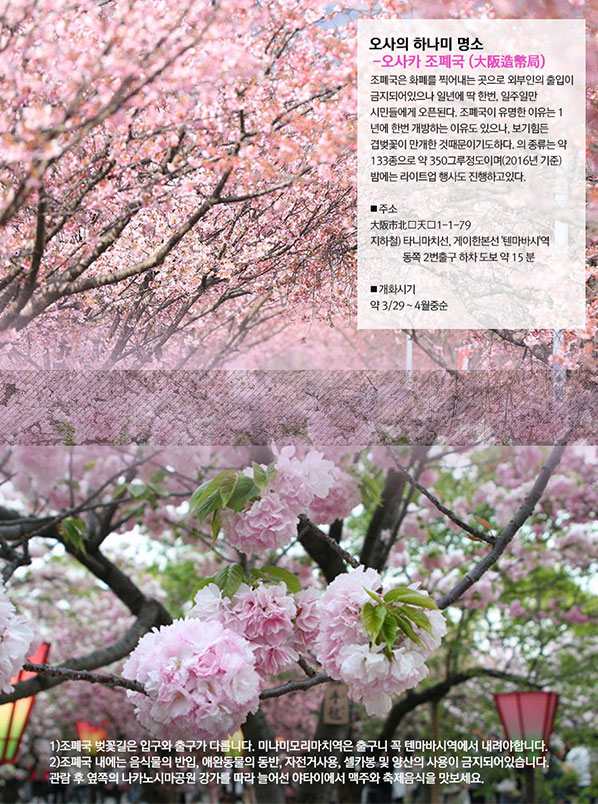 오사의 하나미 명소
-오사카 조폐국 (大阪造幣局)
조폐국은 화폐를 찍어내는 곳으로 외부인의 출입이
금지되어있으나 일년에 딱 한번, 일주일만
시민들에게 오픈된다. 조폐국이 유명한 이유는 1
년에 한번 개방하는 이유도 있으나, 보기힘든
겹벚꽃이 만개한 것때문이기도하다. 의 종류는 약
133종으로 약 350그루정도이며(2016년 기준)
밤에는 라이트업 행사도 진행하고있다.
■ 주소
大阪市北□天□1-1-79
지하철) 타니마치선, 게이한본선 '텐마바시'역
동쪽 2번출구 하차 도보 약 15 분
■ 개화시기
약 3/29 ~ 4월중순
1)조폐국 벚꽃길은 입구와 출구가 다릅니다. 미나미모리마치역은 출구니 꼭 텐마바시역에서 내려야합니다.
2)조폐국 내에는 음식물의 반입, 애완동물의 동반, 자전거사용, 셀카봉 및 양산의 사용이 금지되어있습니다.
관람 후 옆쪽의 나카노시마공원 강가를 따라 늘어선 야타이에서 맥주와 축제음식을 맛보세요.